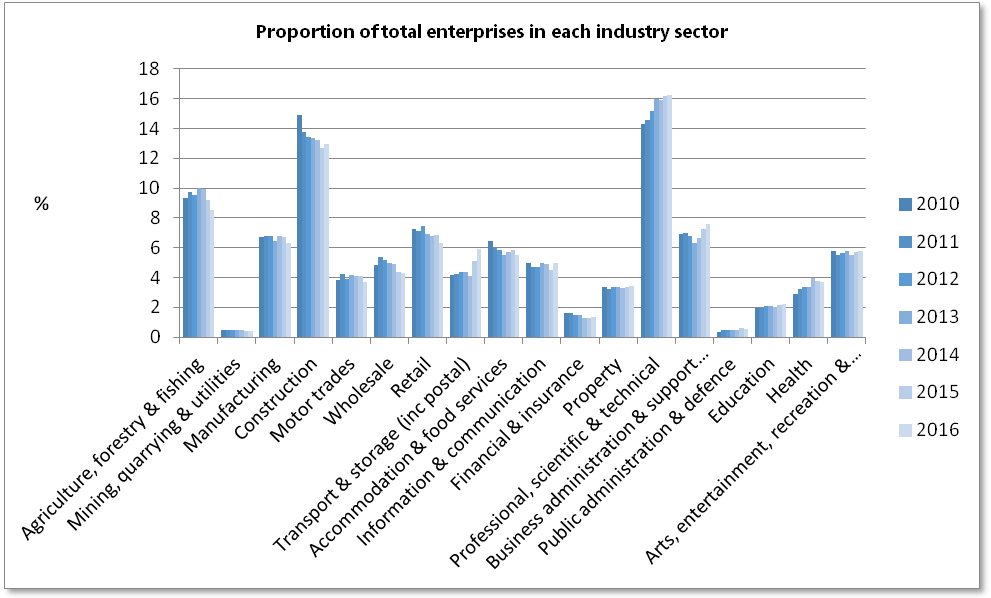 Proportion of total enterprises in each industry sector
18
16
14
12
10
8
6
4
2
0
%
Agriculture, forestry & fishing
Mining, quarrying & utilities
Manufacturing
Construction
Motor trades
Wholesale
Retail
Transport & storage (inc postal)
Accommodation & food services
Information & communication
Financial & insurance
Property
Professional, scientific & technical
Business administration & support...
Public administration & defence
Education
Health
Arts, entertainment, recreation &...
2010
2011
2012
2013
2014
2015
2016